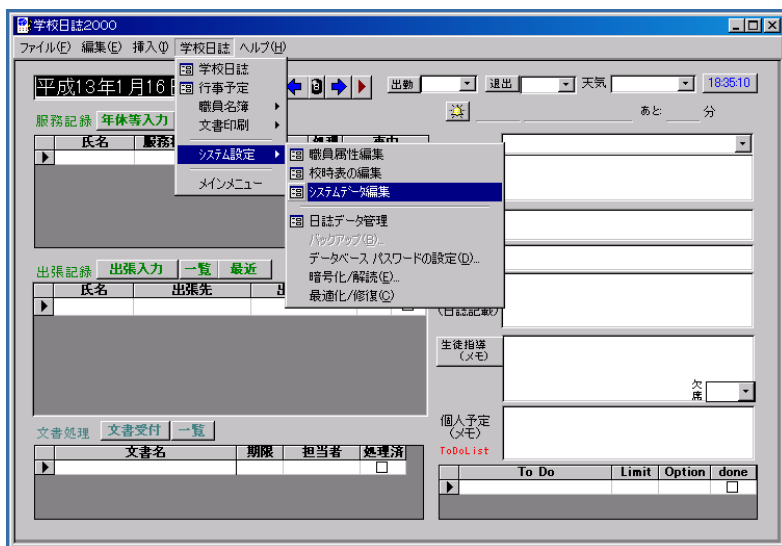 学校日誌2000
ファイル(F) 編集(E) 挿入(I) 学校日誌 ヘルプ(H)
学校日誌
行事予定
職員名簿
文書印刷
システム設定
メインメニュー
職員属性編集
校時表の編集
システムデータ編集
日誌データ管理
バックアップ(B)...
データベース パスワードの設定(D)...
暗号化/解読(E)...
最適化/修復(C)
平成13年1月16日
出勤 退出 天気 18:35:10
あと 分
服務記録 年休等入力
氏名
出張記録 出張入力 一覧 最近
氏名 出張先
(日誌記載)
生徒指導
(メモ)
欠席
個人予定
(メモ)
ToDoList
文書処理 文書受付 一覧
文書名 期限 担当者 処理済
To Do Limit Option done